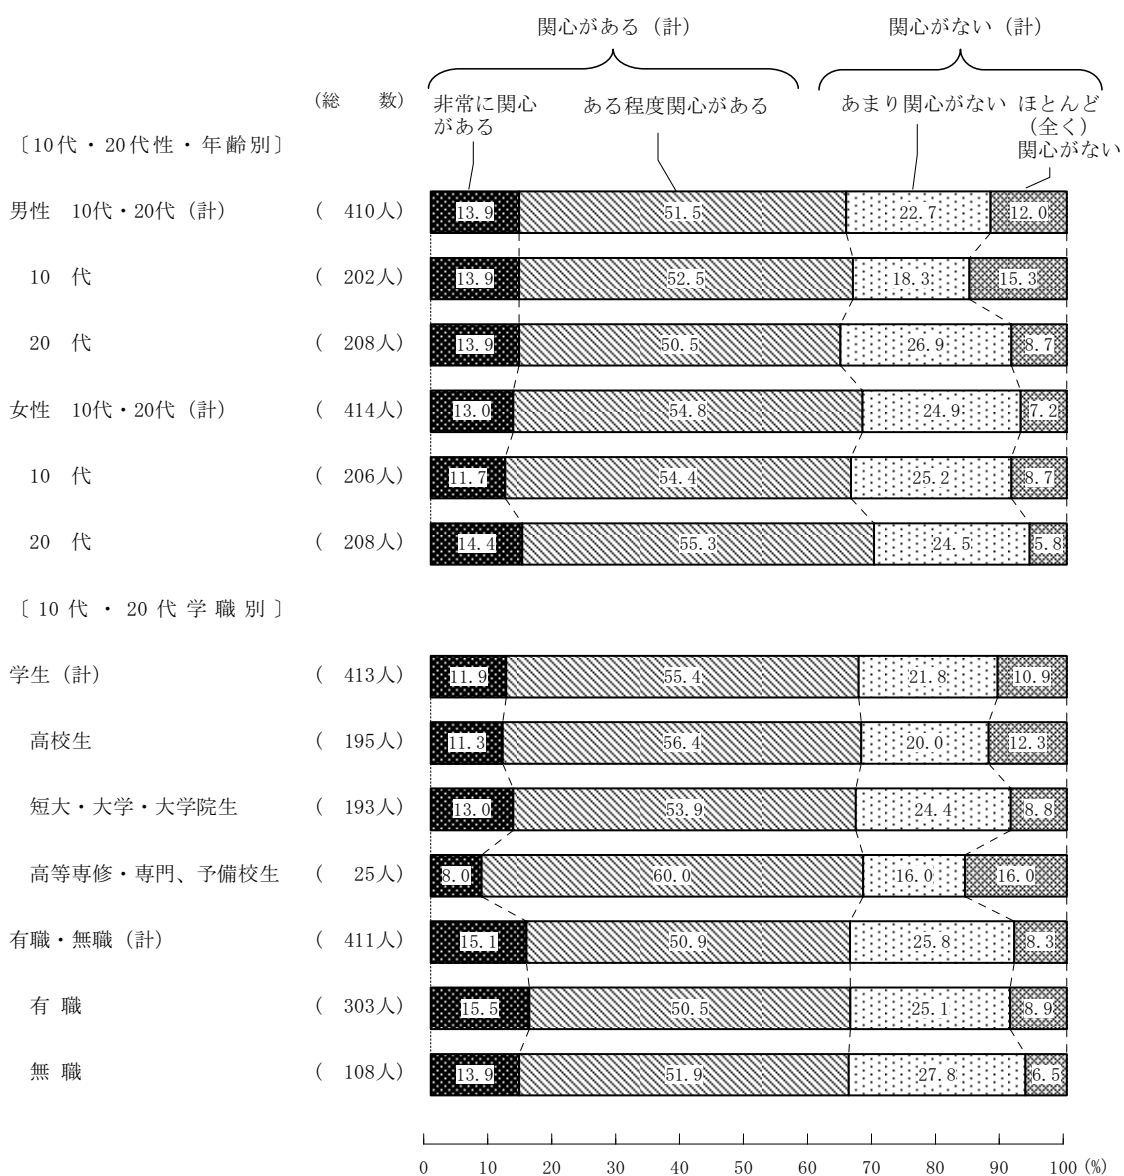 関心がある（計） 関心がない（計）
（総　数） 非常に関心がある ある程度関心がある あまり関心がない ほとんど（全く）関心がない
〔10代・20代性・年齢別〕
男性　10代・20代（計） （　410人） 13.9 51.5 22.7 12.0
10　代 （　202人） 13.9 52.5 18.3 15.3
20　代 （　208人） 13.9 50.5 26.9 8.7
女性　10代・20代（計） （　414人） 13.0 54.8 24.9 7.2
10　代 （　206人） 11.7 54.4 25.2 8.7
20　代 （　208人） 14.4 55.3 24.5 5.8
〔10代・20代学職別〕
学生（計） （　413人） 11.9 55.4 21.8 10.9
高校生 （　195人） 11.3 56.4 20.0 12.3
短大・大学・大学院生 （　193人） 13.0 53.9 24.4 8.8
高等専修・専門、予備校生 （　25人） 8.0 60.0 16.0 16.0
有職・無職（計） （　411人） 15.1 50.9 25.8 8.3
有 職 （　303人） 15.5 50.5 25.1 8.9
無 職 （　108人） 13.9 51.9 27.8 6.5
0 10 20 30 40 50 60 70 80 90 100 (%)